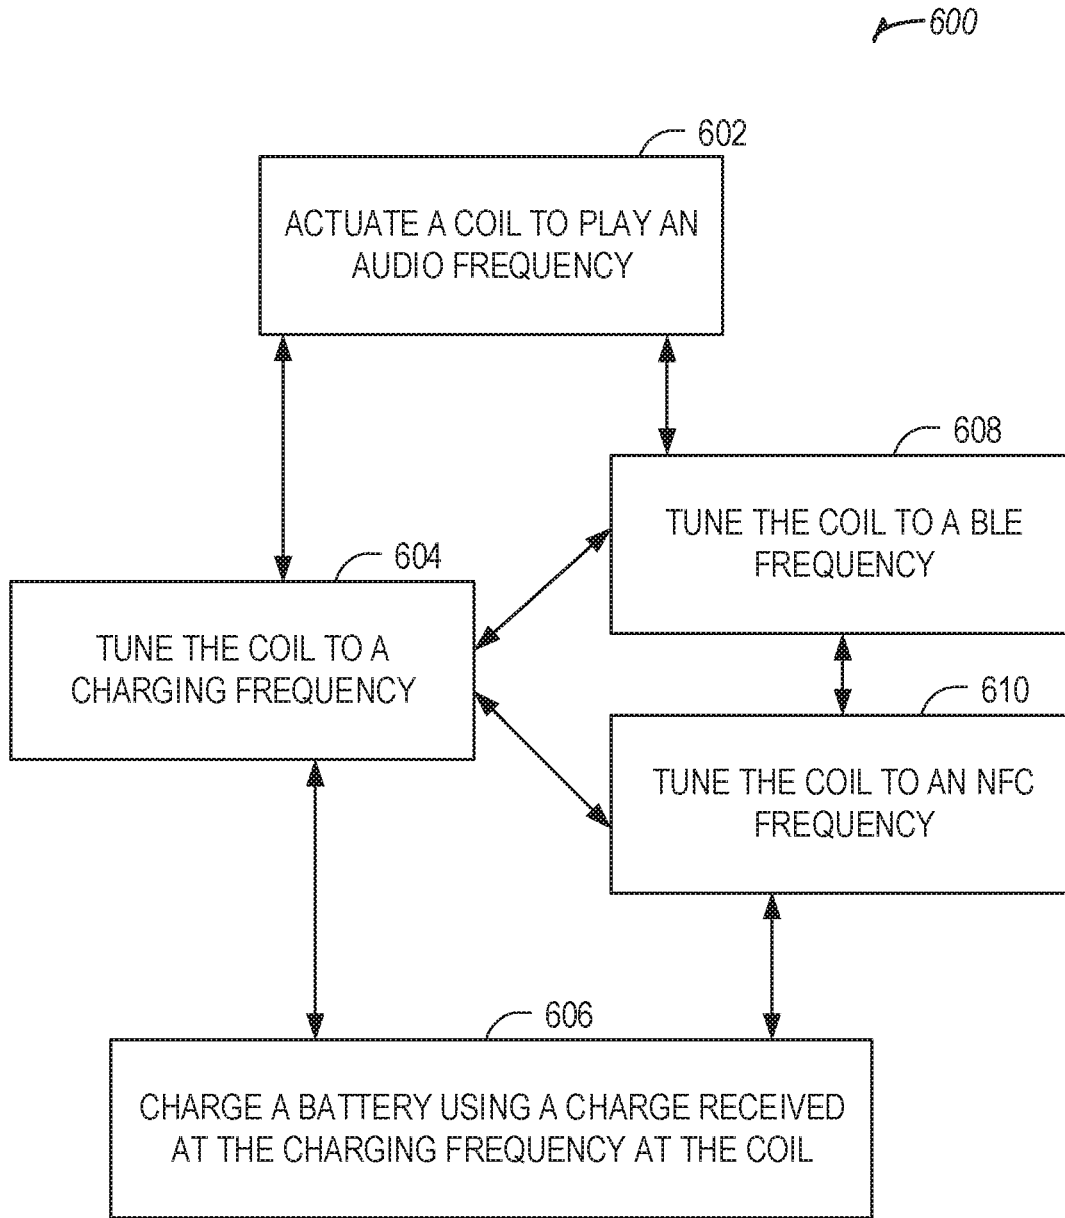 600
602
ACTUATE A COIL TO PLAY AN
AUDIO FREQUENCY
608
TUNE THE COIL TO A BLE
FREQUENCY
604
TUNE THE COIL TO A
CHARGING FREQUENCY
610
TUNE THE COIL TO AN NFC
FREQUENCY
606
CHARGE A BATTERY USING A CHARGE RECEIVED
AT THE CHARGING FREQUENCY AT THE COIL